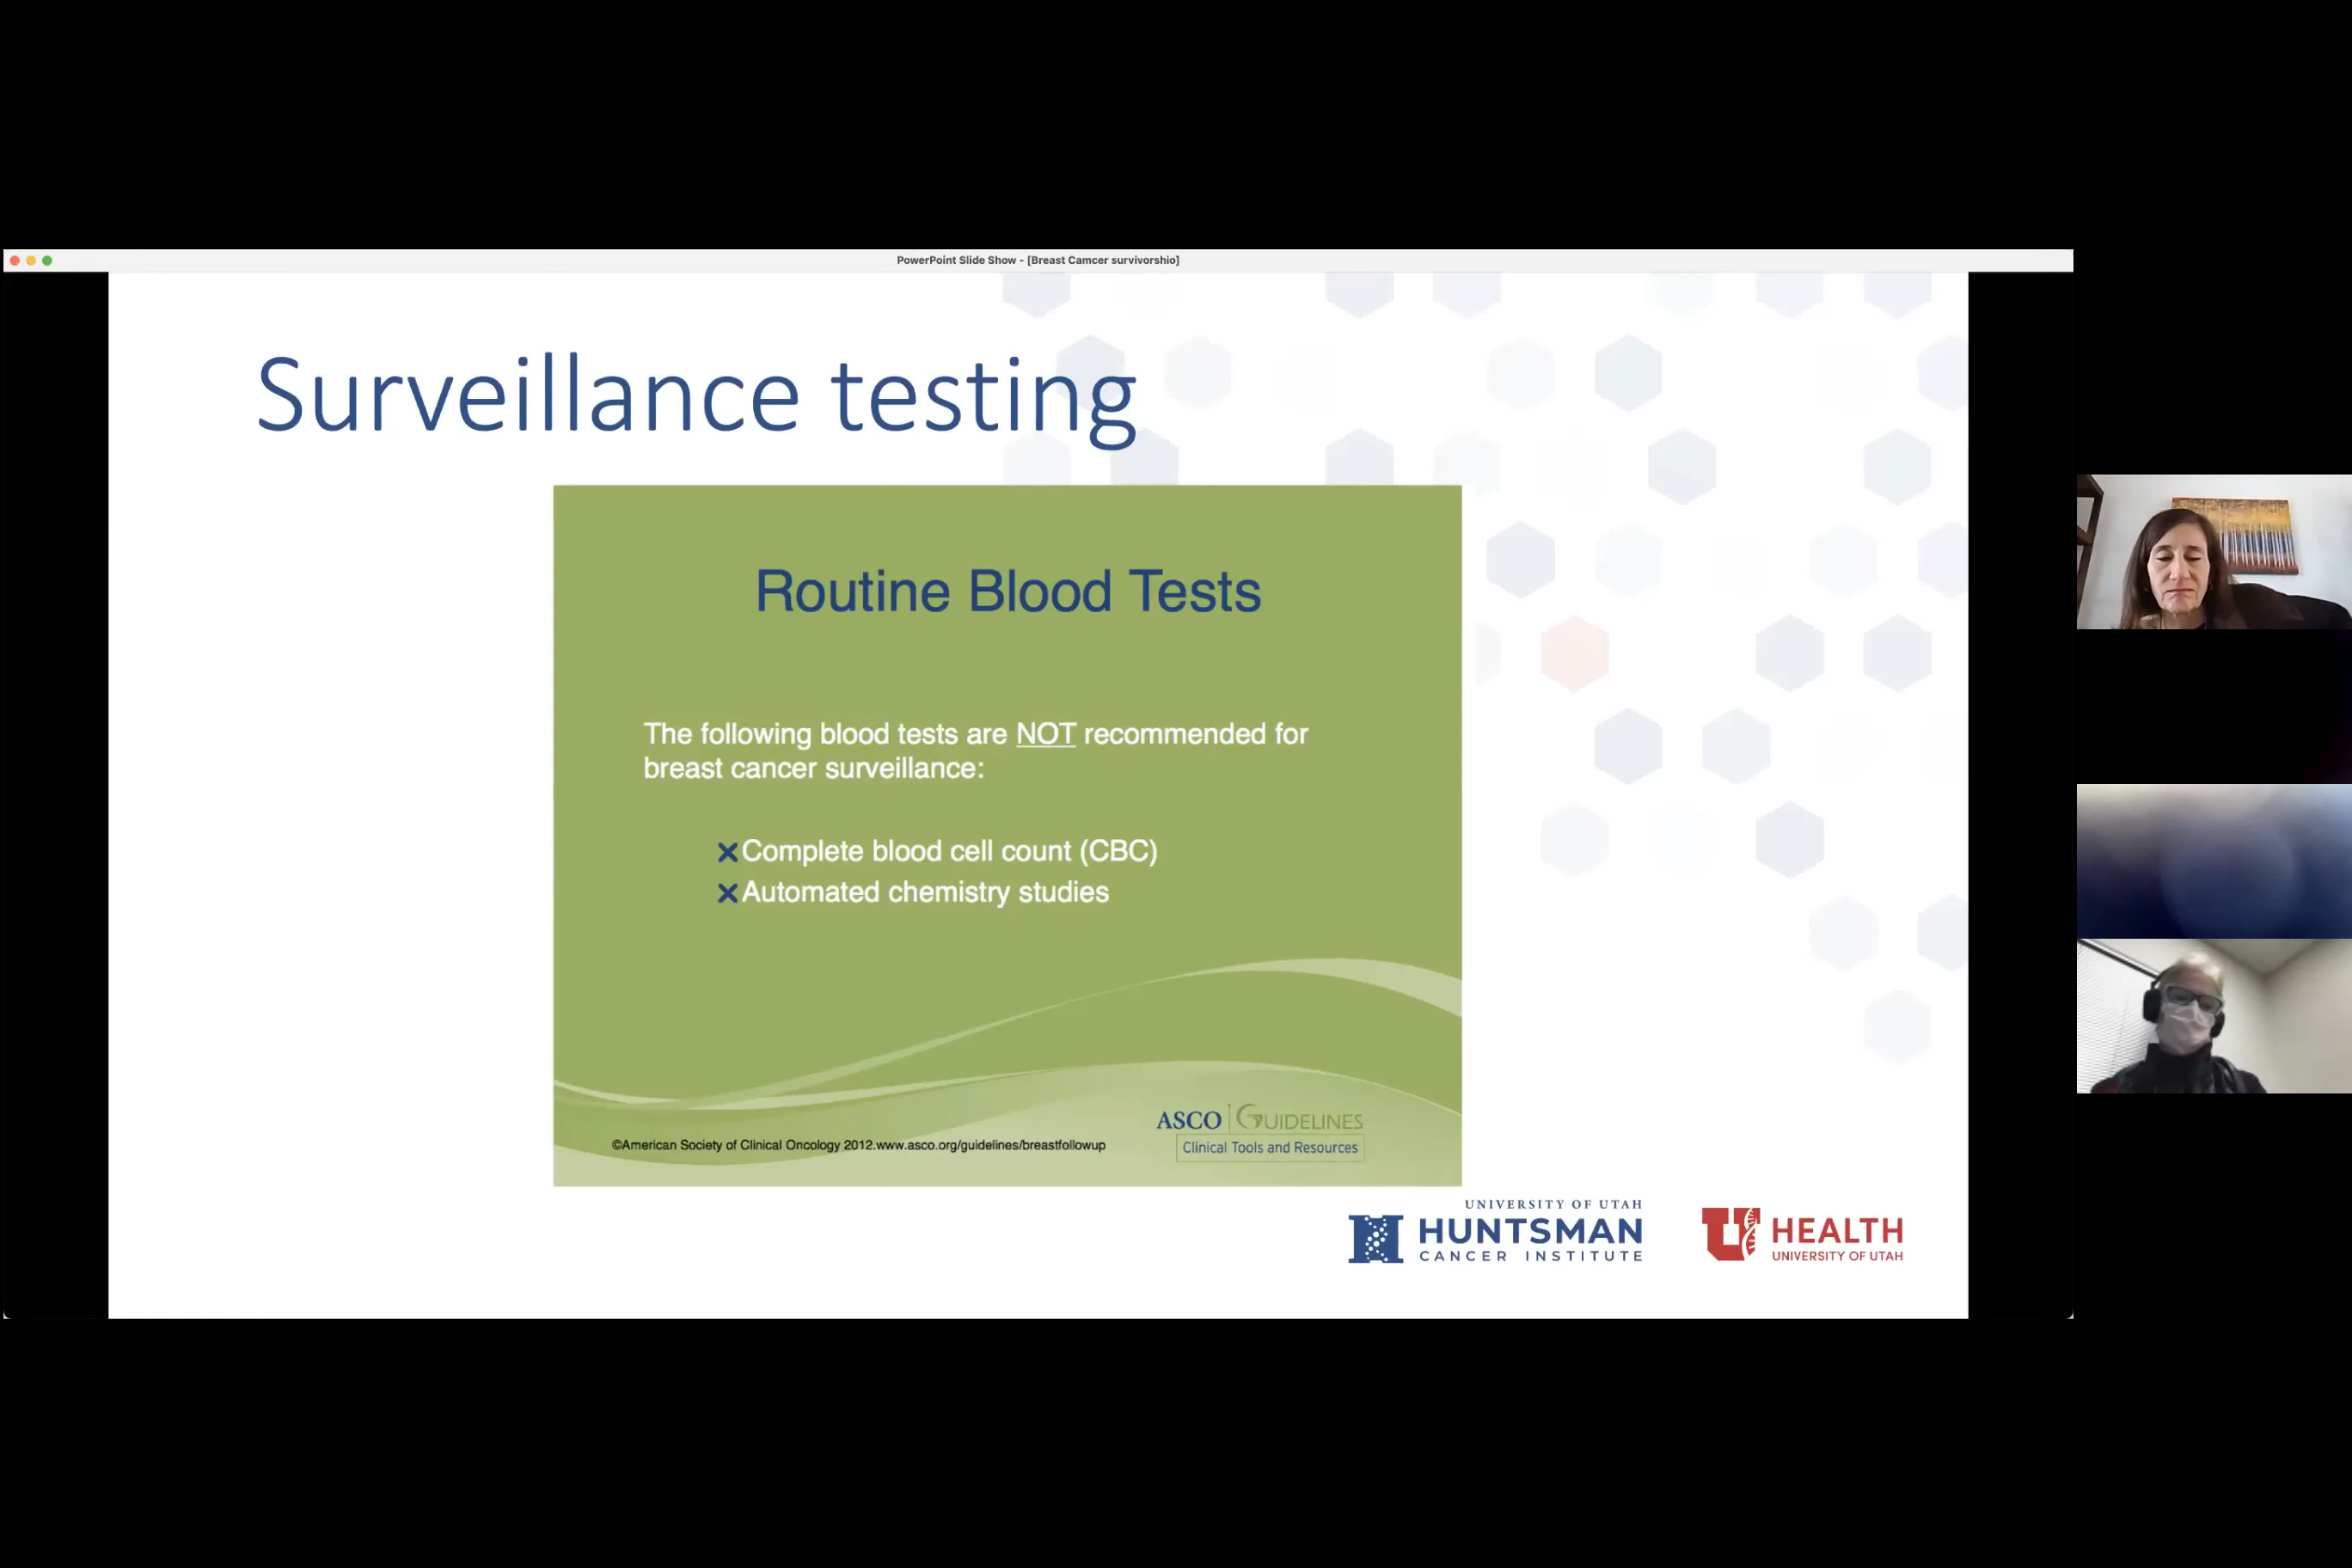 PowerPoint Slide Show - [Breast Camcer survivorshio]
Surveillance testing
Routine Blood Tests
The following blood tests are NOT recommended for
breast cancer surveillance:
Complete blood cell count (CBC)
Automated chemistry studies
ASCO GUIDELINES
Clinical Tools and Resources
©American Society of Clinical Oncology 2012.www.asco.org/guidelines/breastfollowup
UNIVERSITY OF UTAH
HUNTSMAN
CANCER INSTITUTE
U HEALTH
UNIVERSITY OF UTAH